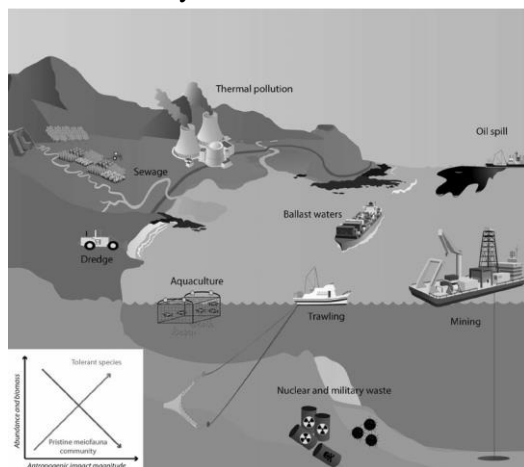 Thermal pollution
Oil spill
Sewage
Ballast waters
Dredge
Aquaculture
Trawling
Mining
Nuclear and military waste
Abundance and biomass
Tolerant species
Pristine meiofauna
community
Antropogenic impact magnitude